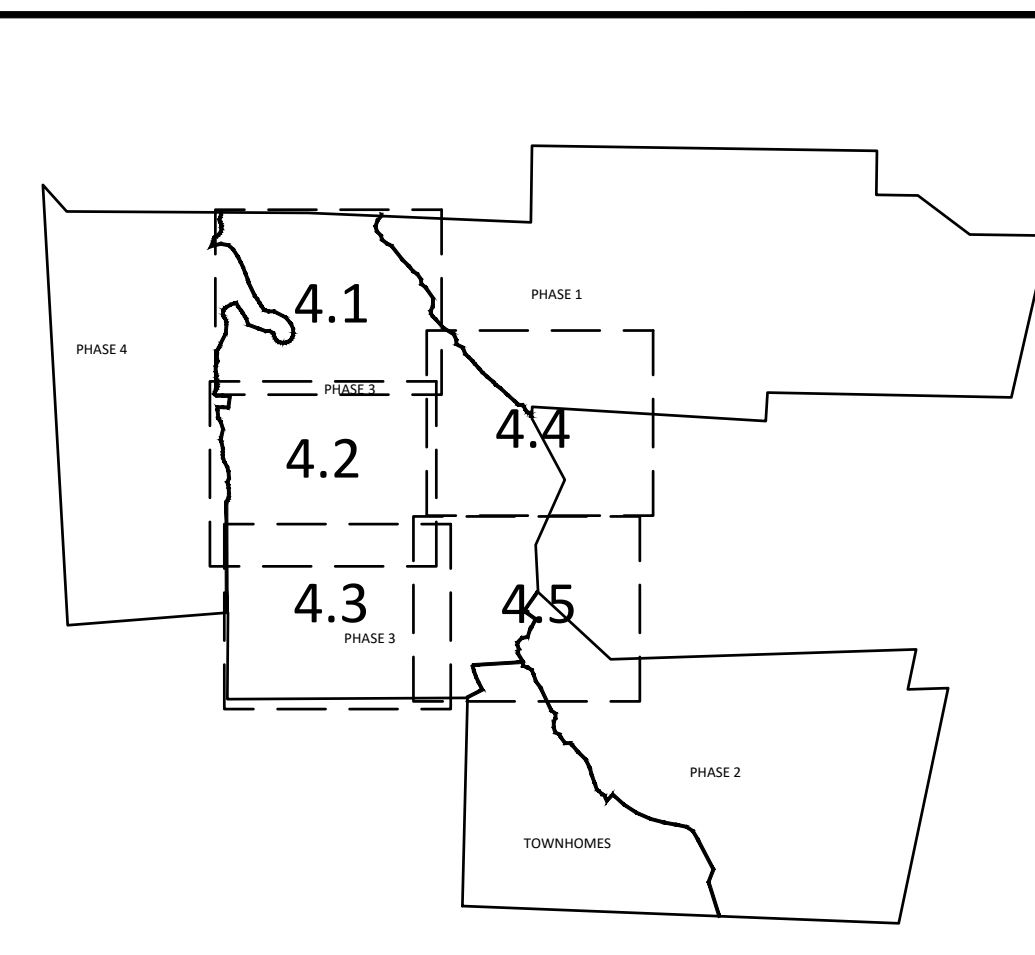 PHASE 1
4.1
PHASE 4
PHASE 3
4.4
4.2
4.3
4.5
PHASE 3
PHASE 2
TOWNHOMES